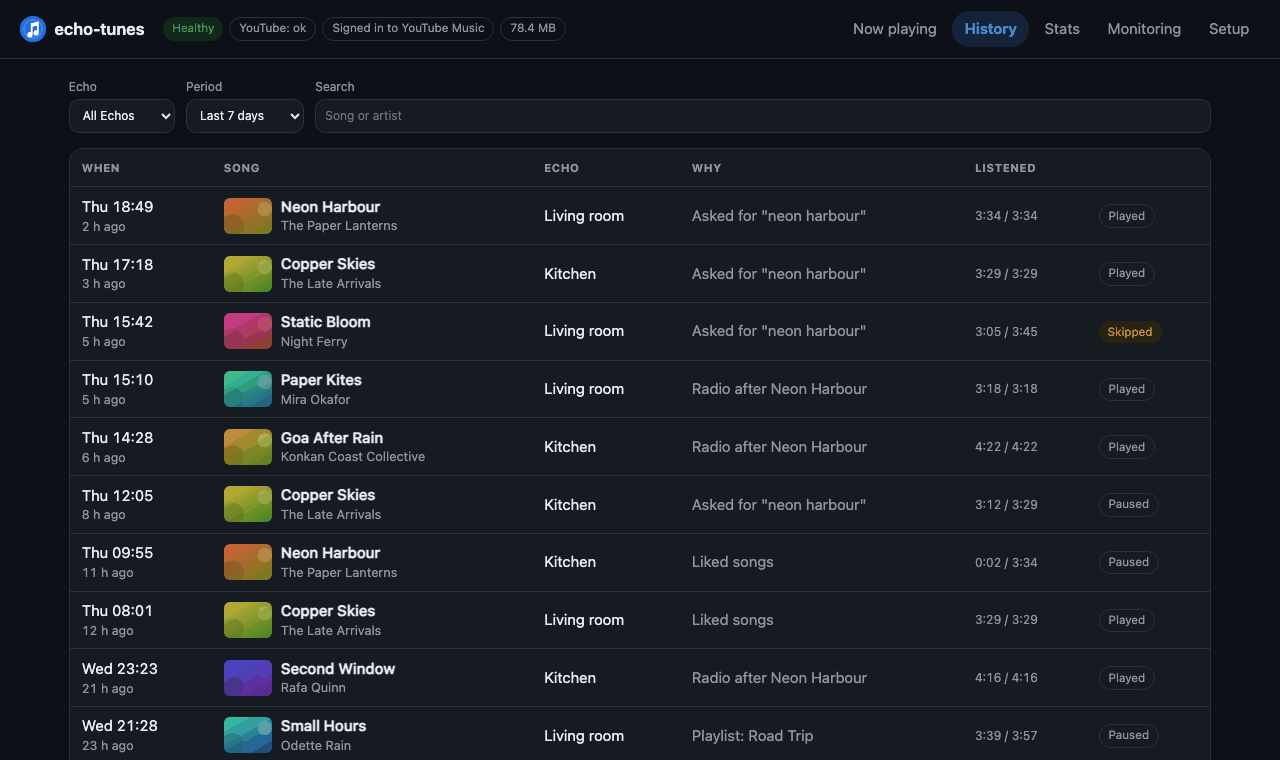 echo-tunes Healthy YouTube: ok Signed in to YouTube Music 78.4 MB Now playing History Stats Monitoring Setup
Echo Period Search
All Echos Last 7 days Song or artist
WHEN SONG ECHO WHY LISTENED
Thu 18:49 Neon Harbour Living room Asked for "neon harbour" 3:34 / 3:34 Played
2 h ago The Paper Lanterns
Thu 17:18 Copper Skies Kitchen Asked for "neon harbour" 3:29 / 3:29 Played
3 h ago The Late Arrivals
Thu 15:42 Static Bloom Living room Asked for "neon harbour" 3:05 / 3:45 Skipped
5 h ago Night Ferry
Thu 15:10 Paper Kites Living room Radio after Neon Harbour 3:18 / 3:18 Played
5 h ago Mira Okafor
Thu 14:28 Goa After Rain Kitchen Radio after Neon Harbour 4:22 / 4:22 Played
6 h ago Konkan Coast Collective
Thu 12:05 Copper Skies Kitchen Asked for "neon harbour" 3:12 / 3:29 Paused
8 h ago The Late Arrivals
Thu 09:55 Neon Harbour Kitchen Liked songs 0:02 / 3:34 Paused
11 h ago The Paper Lanterns
Thu 08:01 Copper Skies Living room Liked songs 3:29 / 3:29 Played
12 h ago The Late Arrivals
Wed 23:23 Second Window Kitchen Radio after Neon Harbour 4:16 / 4:16 Played
21 h ago Rafa Quinn
Wed 21:28 Small Hours Living room Playlist: Road Trip 3:39 / 3:57 Paused
23 h ago Odette Rain